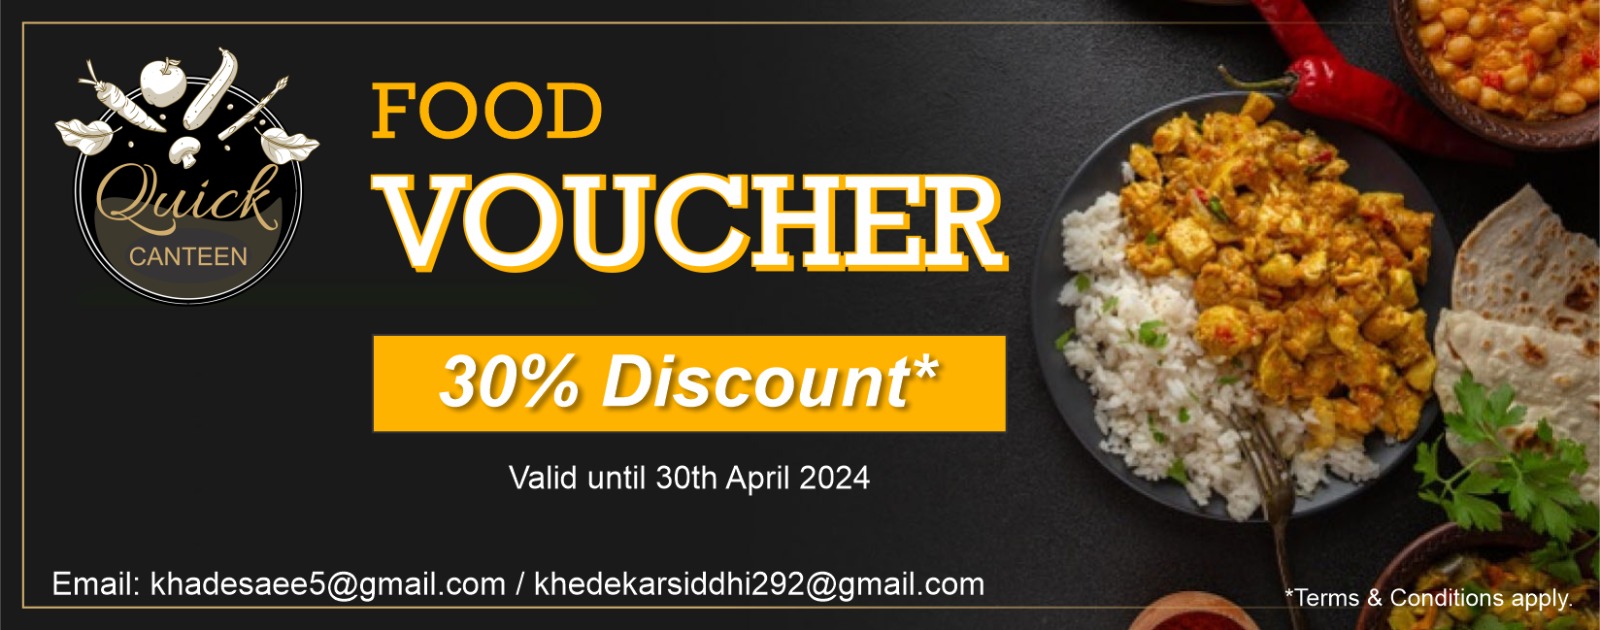 Quick
CANTEEN
FOOD
VOUCHER
30% Discount*
Valid until 30th April 2024
Email: khadesaee5@gmail.com / khedekarsiddhi292@gmail.com
*Terms & Conditions apply.